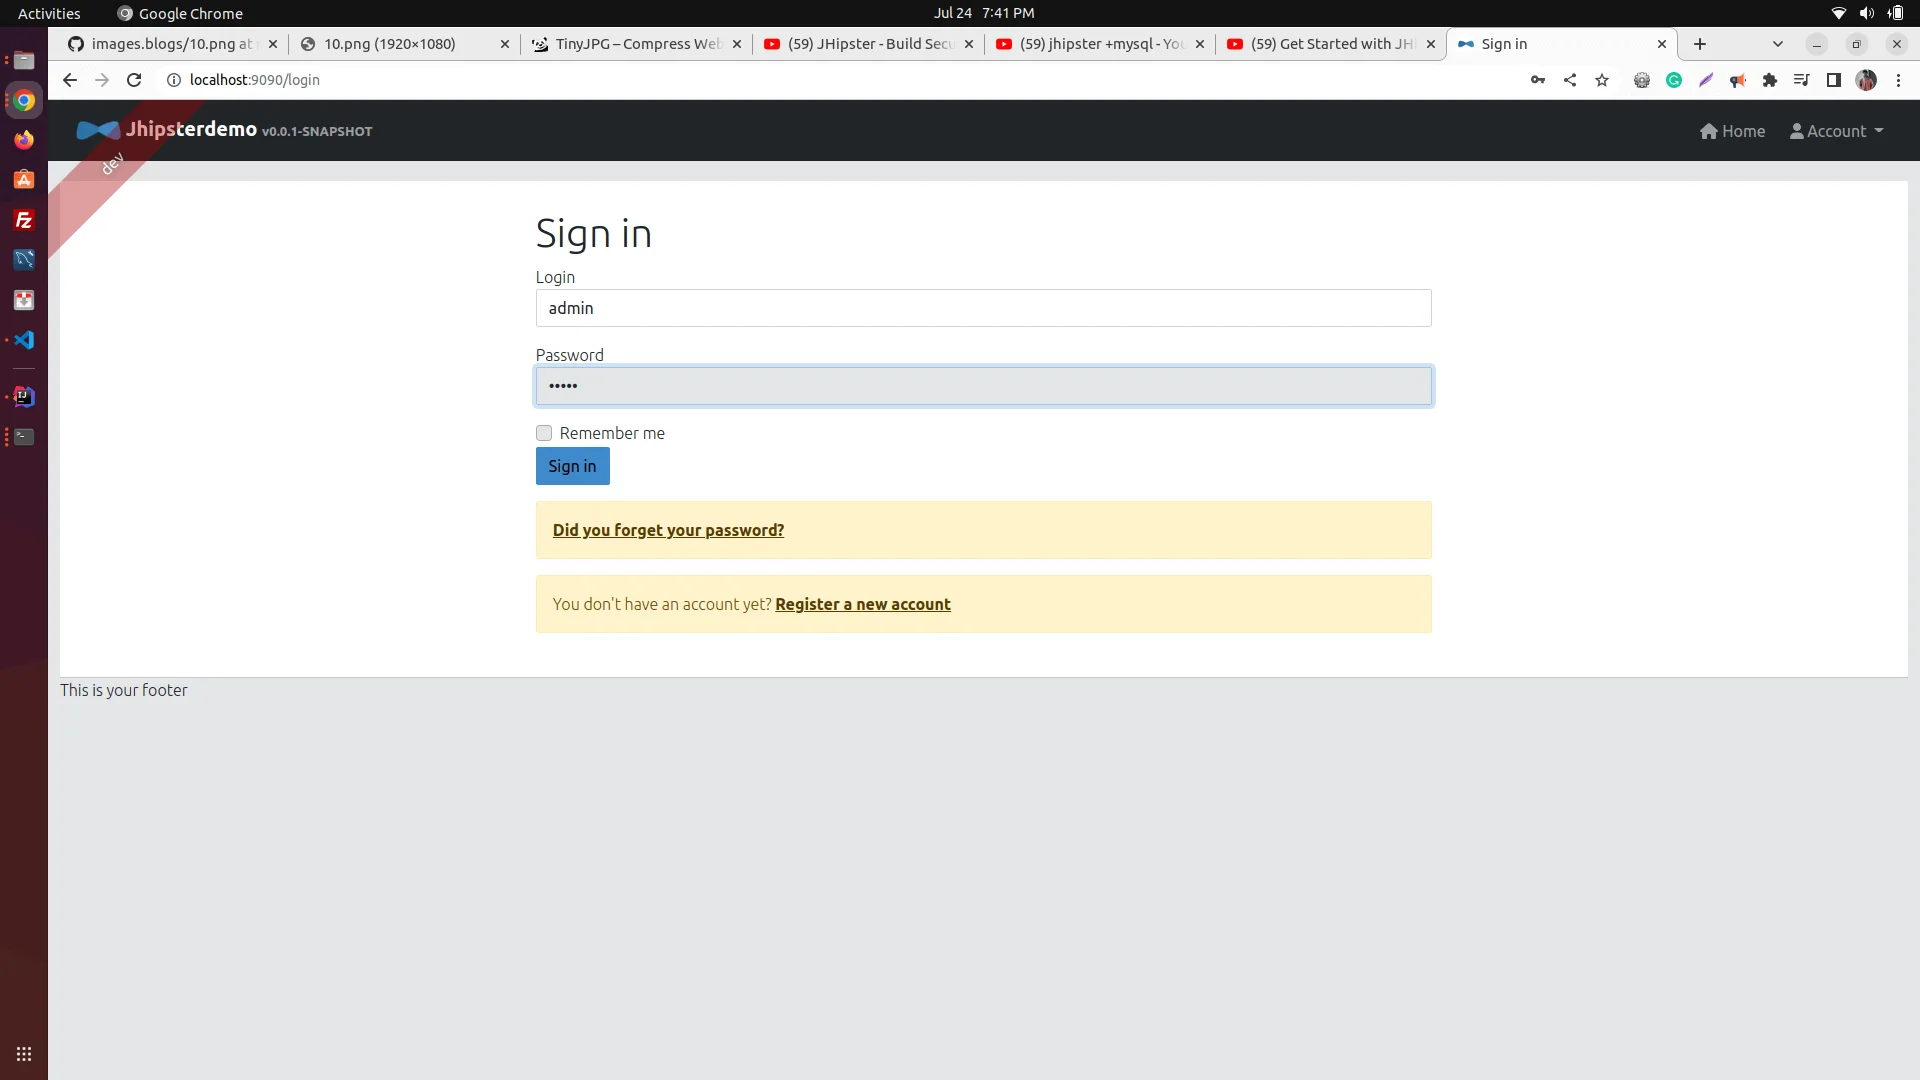 Activities
Google Chrome
Jul 24 7:41 PM
images.blogs/10.png at
10.png (1920×1080)
TinyJPG – Compress Web
(59) JHipster - Build Secu
(59) jhipster +mysql - You
(59) Get Started with JHi
Sign in
localhost:9090/login
Jhipsterdemo v0.0.1-SNAPSHOT
Home
Account
dev
Sign in
Login
admin
Password
•••••
Remember me
Sign in
Did you forget your password?
You don't have an account yet? Register a new account
This is your footer